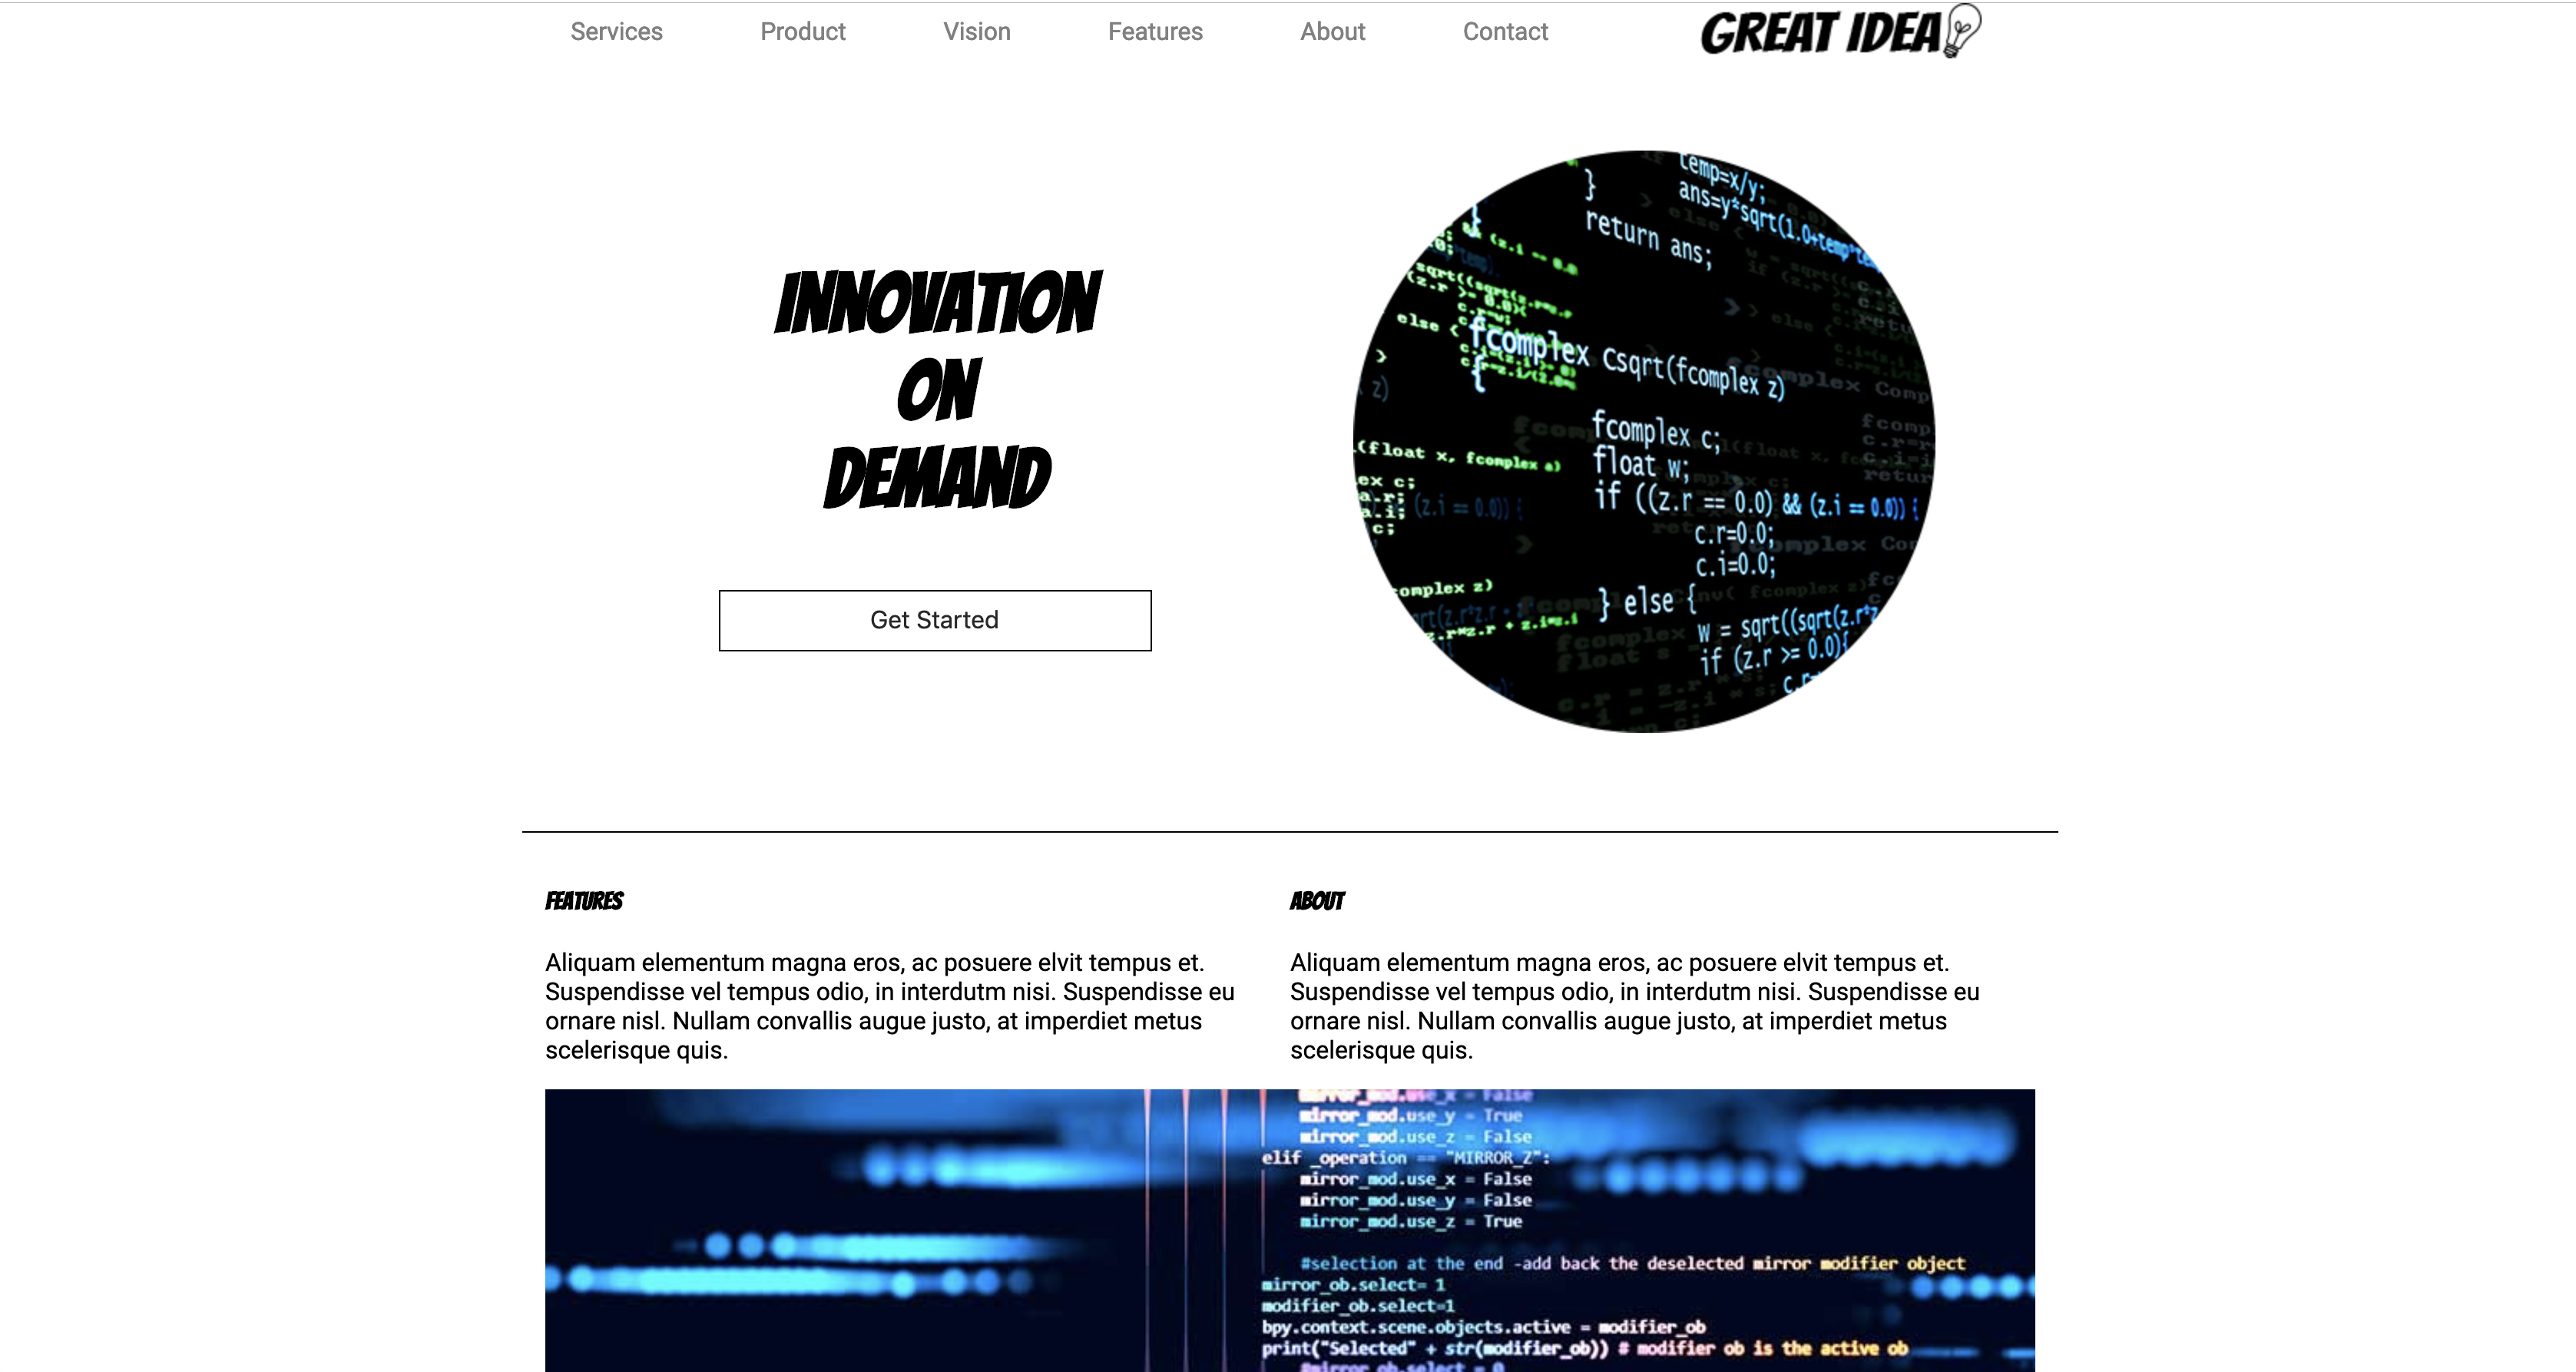 Services Product Vision Features About Contact GREAT IDEA
INNOVATION
ON
DEMAND
Get Started
temp=x/y;
}
return ans;
else {
fcomplex Csqrt(fcomplex z)
{
fcomplex c;
float w;
(float x, fcomplex a)
if ((z.r == 0.0) && (z.i == 0.0)) {
c.r=0.0;
c.i=0.0;
} else {
w = sqrt((sqrt(z.r*z
if (z.r >= 0.0){
FEATURES
Aliquam elementum magna eros, ac posuere elvit tempus et.
Suspendisse vel tempus odio, in interdutm nisi. Suspendisse eu
ornare nisl. Nullam convallis augue justo, at imperdiet metus
scelerisque quis.
ABOUT
Aliquam elementum magna eros, ac posuere elvit tempus et.
Suspendisse vel tempus odio, in interdutm nisi. Suspendisse eu
ornare nisl. Nullam convallis augue justo, at imperdiet metus
scelerisque quis.
mirror_mod.use_x = False
mirror_mod.use_y = True
mirror_mod.use_z = False
elif _operation == "MIRROR_Z":
mirror_mod.use_x = False
mirror_mod.use_y = False
mirror_mod.use_z = True
#selection at the end -add back the deselected mirror modifier object
mirror_ob.select= 1
modifier_ob.select=1
bpy.context.scene.objects.active = modifier_ob
print("Selected" + str(modifier_ob)) # modifier ob is the active ob
#mirror_ob.select = 0